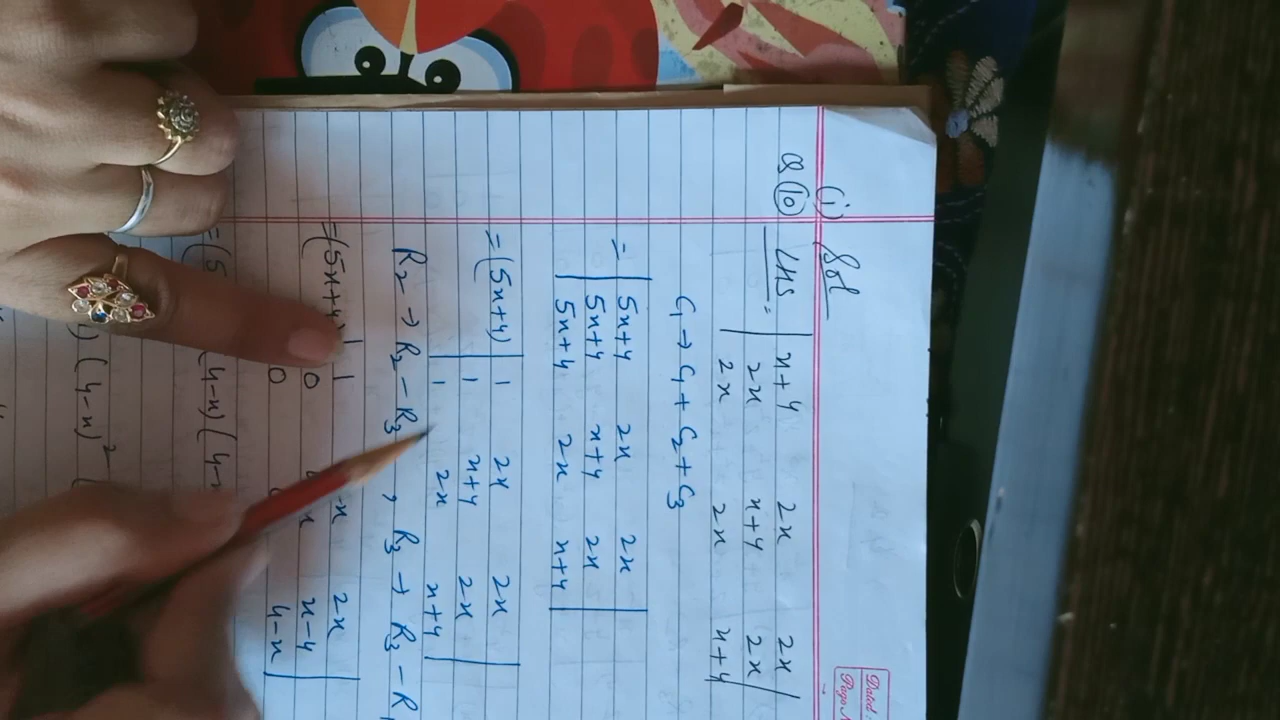 Dated
Page N
(i) Sol
Q (10) LHS = | x+4 2x 2x |
2x x+4 2x
2x 2x x+4
C1 → C1 + C2 + C3
= | 5x+4 2x 2x |
5x+4 x+4 2x
5x+4 2x x+4
= (5x+4) | 1 2x 2x |
1 x+4 2x
1 2x x+4
R2 → R2 - R3 , R3 → R3 - R
= (5x+4) | 1 x 2x |
0 x x-4
0 4-x
= (5 (4-x) (4-x
) (4-x)²